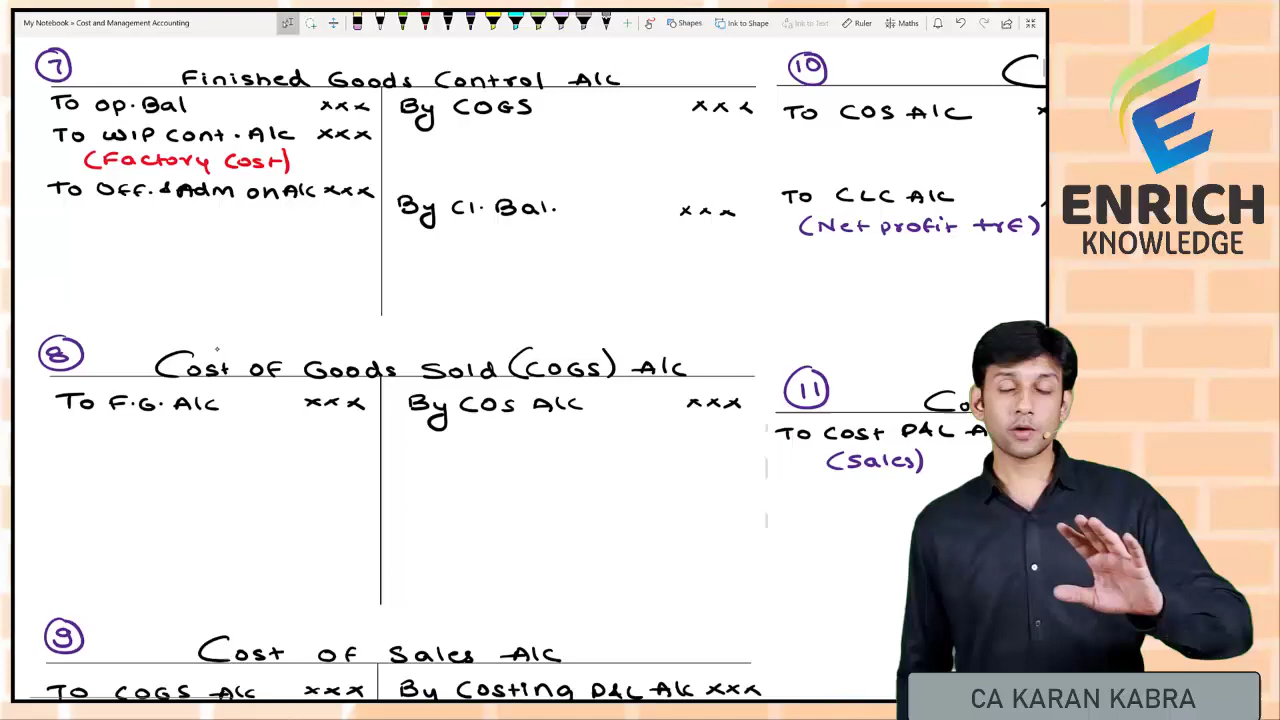 My Notebook » Cost and Management Accounting
Shapes
Ink to Shape
Ink to Text
Ruler
Maths
7
Finished Goods Control A/c
To Op. Bal xxx
By COGS xxx
To WIP Cont. A/c xxx
(Factory Cost)
To Off. & Adm OH A/c xxx
By Cl. Bal. xxx
8
Cost of Goods Sold (COGS) A/c
To F.G. A/c xxx
By COS A/c xxx
9
Cost of Sales A/c
To COGS A/c xxx
By Costing P&L A/c xxx
10
To COS A/c
To CLC A/c
(Net profit trf)
11
To Cost P&L A
(Sales)
ENRICH
KNOWLEDGE
CA KARAN KABRA